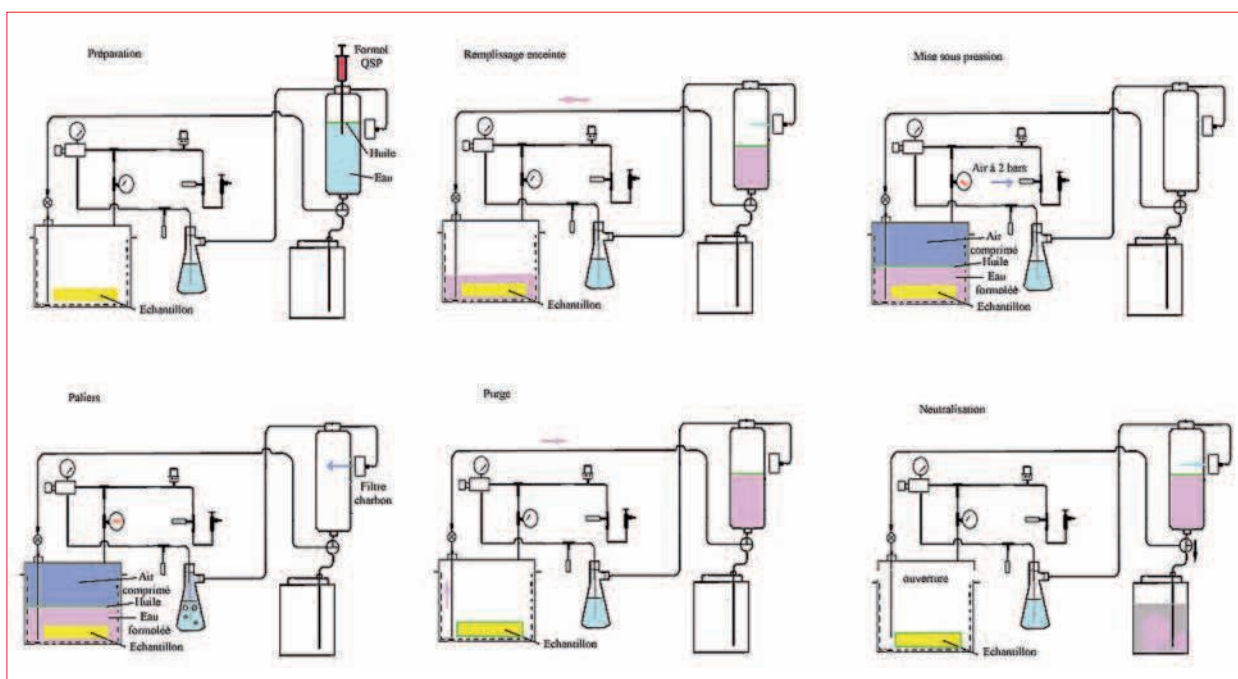 Préparation
Formol
QSP
Huile
Eau
Echantillon
Remplissage enceinte
Echantillon
Mise sous pression
Air à 2 bars
Air
comprimé
Huile
Eau
formolée
Echantillon
Paliers
Filtre
charbon
Air
comprimé
Huile
Eau
formolée
Echantillon
Purge
Echantillon
Neutralisation
ouverture
Echantillon